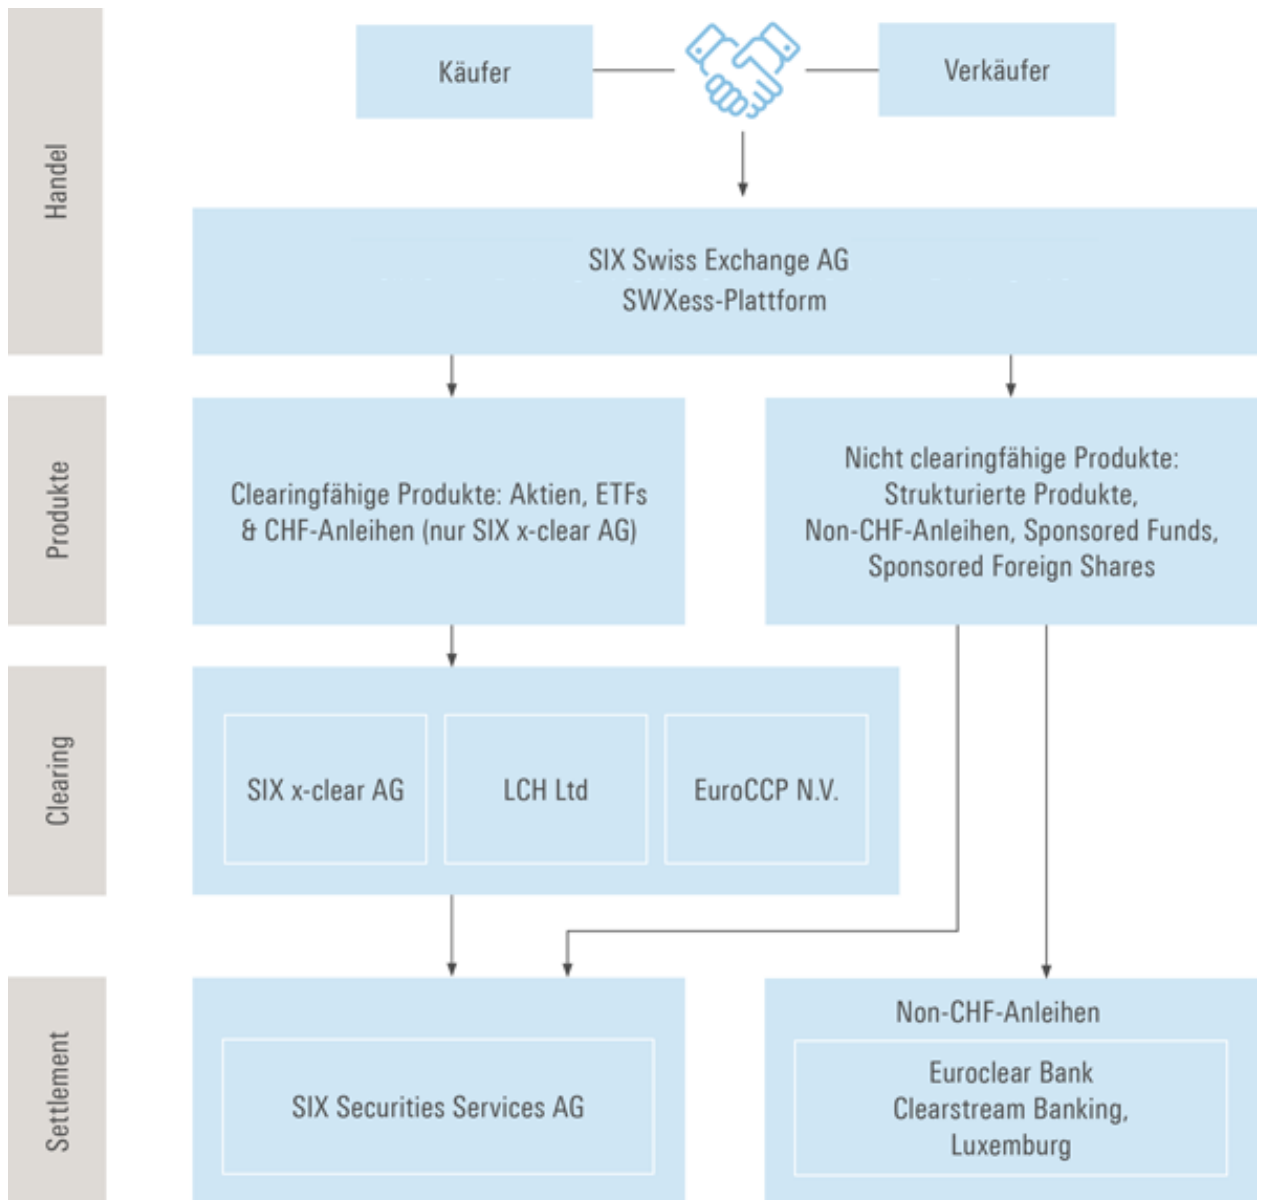 Handel
Käufer
Verkäufer
SIX Swiss Exchange AG
SWXess-Plattform
Produkte
Clearingfähige Produkte: Aktien, ETFs
& CHF-Anleihen (nur SIX x-clear AG)
Nicht clearingfähige Produkte:
Strukturierte Produkte,
Non-CHF-Anleihen, Sponsored Funds,
Sponsored Foreign Shares
Clearing
SIX x-clear AG
LCH Ltd
EuroCCP N.V.
Settlement
SIX Securities Services AG
Non-CHF-Anleihen
Euroclear Bank
Clearstream Banking,
Luxemburg